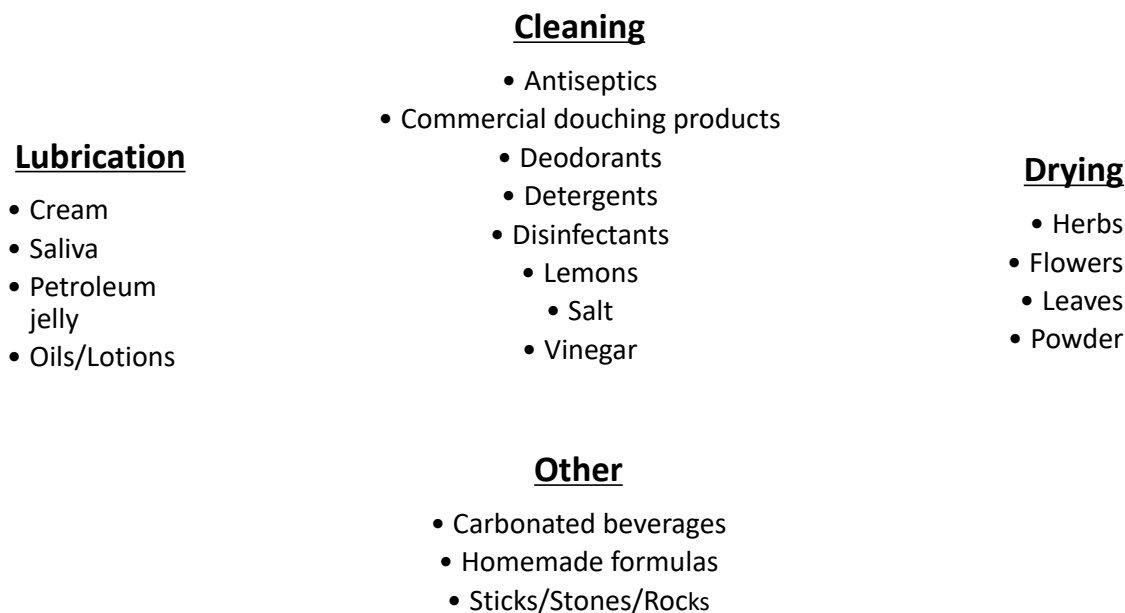 Cleaning
• Antiseptics
• Commercial douching products
• Deodorants
• Detergents
• Disinfectants
• Lemons
• Salt
• Vinegar
Lubrication
• Cream
• Saliva
• Petroleum
jelly
• Oils/Lotions
Drying
• Herbs
• Flowers
• Leaves
• Powder
Other
• Carbonated beverages
• Homemade formulas
• Sticks/Stones/Rocks